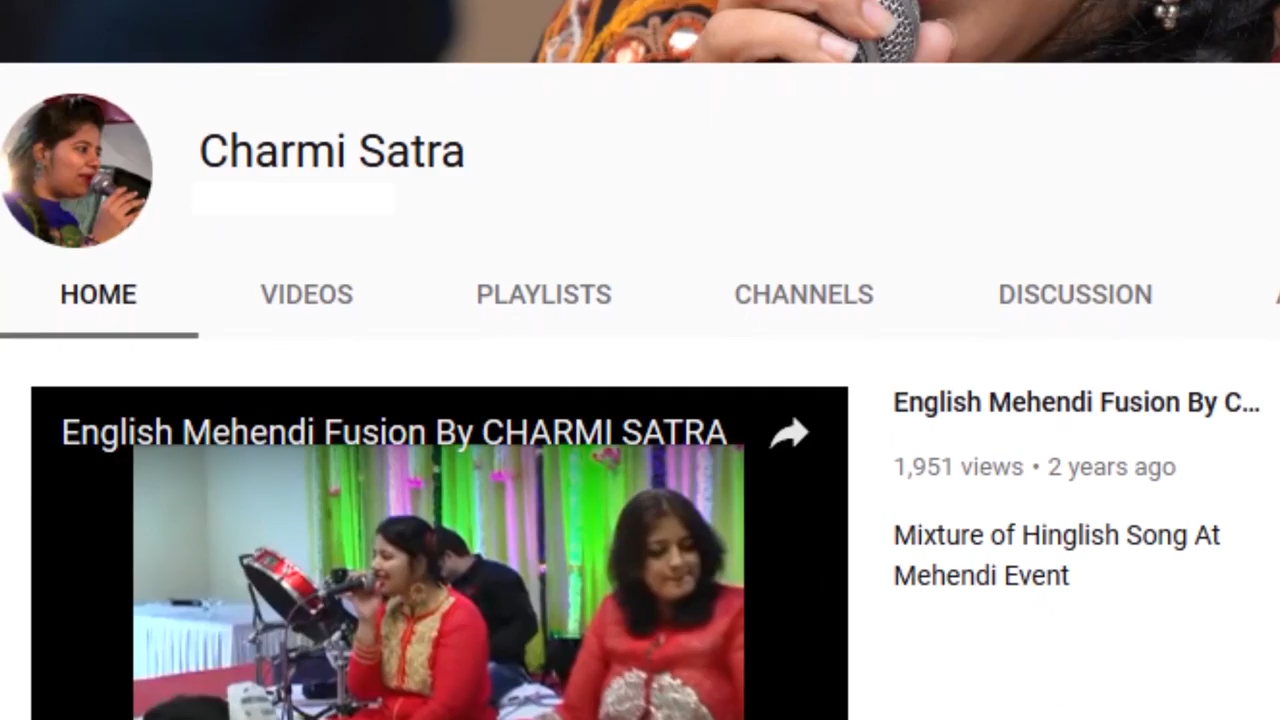 Charmi Satra
HOME VIDEOS PLAYLISTS CHANNELS DISCUSSION
English Mehendi Fusion By CHARMI SATRA
English Mehendi Fusion By C...
1,951 views • 2 years ago
Mixture of Hinglish Song At
Mehendi Event